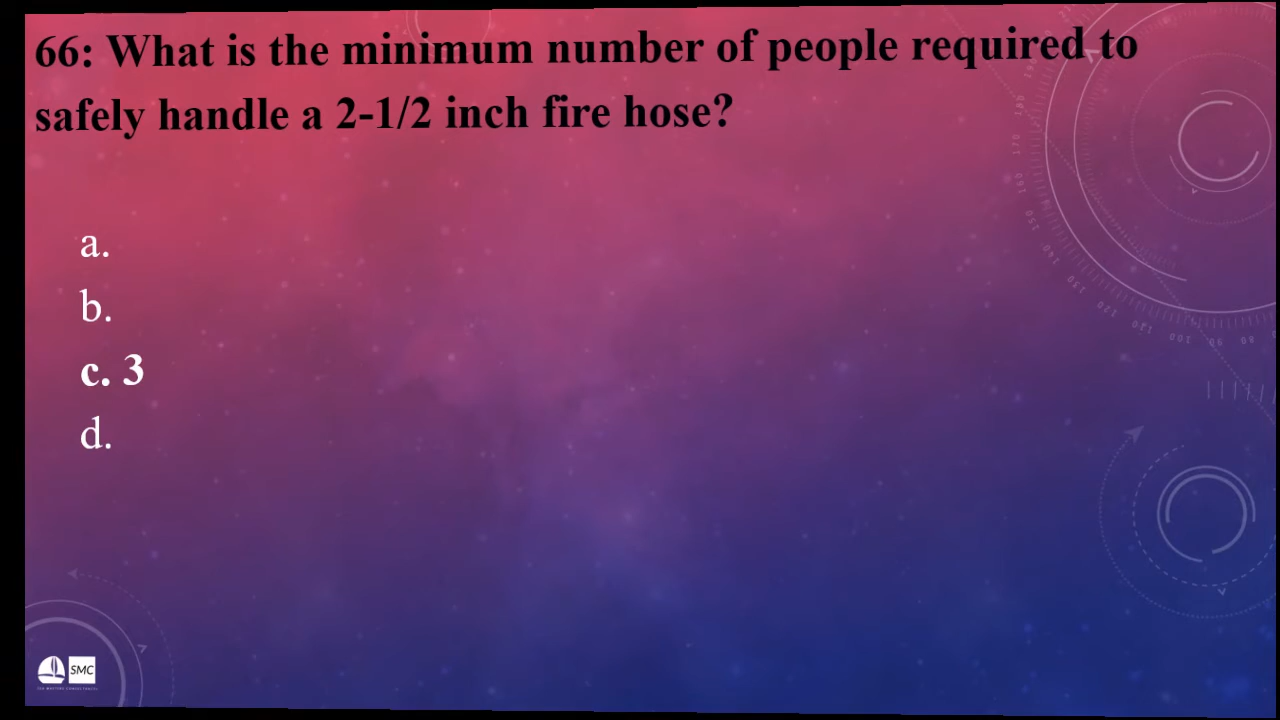 66: What is the minimum number of people required to
safely handle a 2-1/2 inch fire hose?
a.
b.
c. 3
d.
SMC